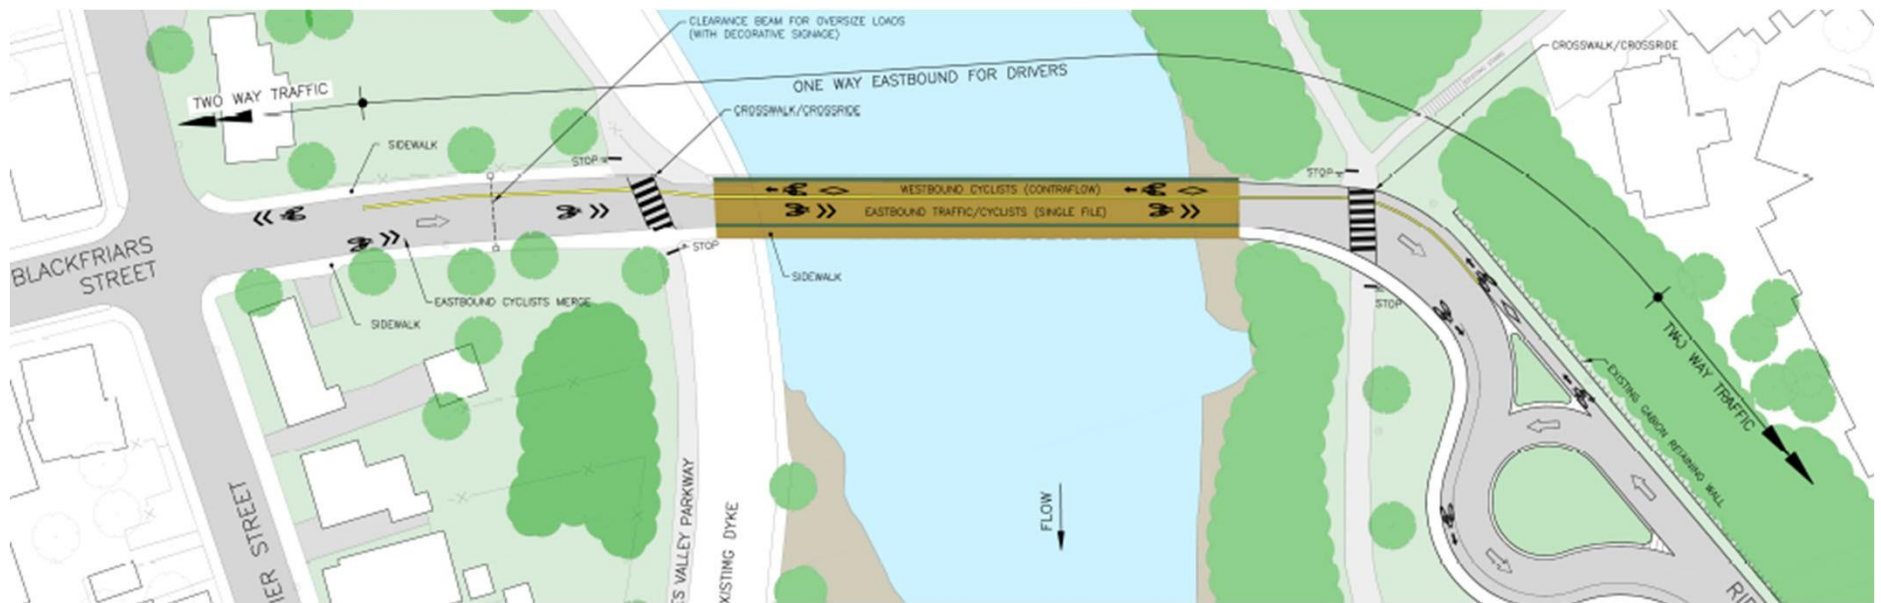 CLEARANCE BEAM FOR OVERSIZE LOADS
(WITH DECORATIVE SIGNAGE)
CROSSWALK/CROSSRIDE
ONE WAY EASTBOUND FOR DRIVERS
TWO WAY TRAFFIC
CROSSWALK/CROSSRIDE
SIDEWALK
STOP
STOP
WESTBOUND CYCLISTS (CONTRAFLOW)
EASTBOUND TRAFFIC/CYCLISTS (SINGLE FILE)
STOP
BLACKFRIARS
STREET
SIDEWALK
EASTBOUND CYCLISTS MERGE
STOP
SIDEWALK
TWO WAY TRAFFIC
EXISTING GABION RETAINING WALL
FLOW
IER STREET
S VALLEY PARKWAY
XISTING DYKE